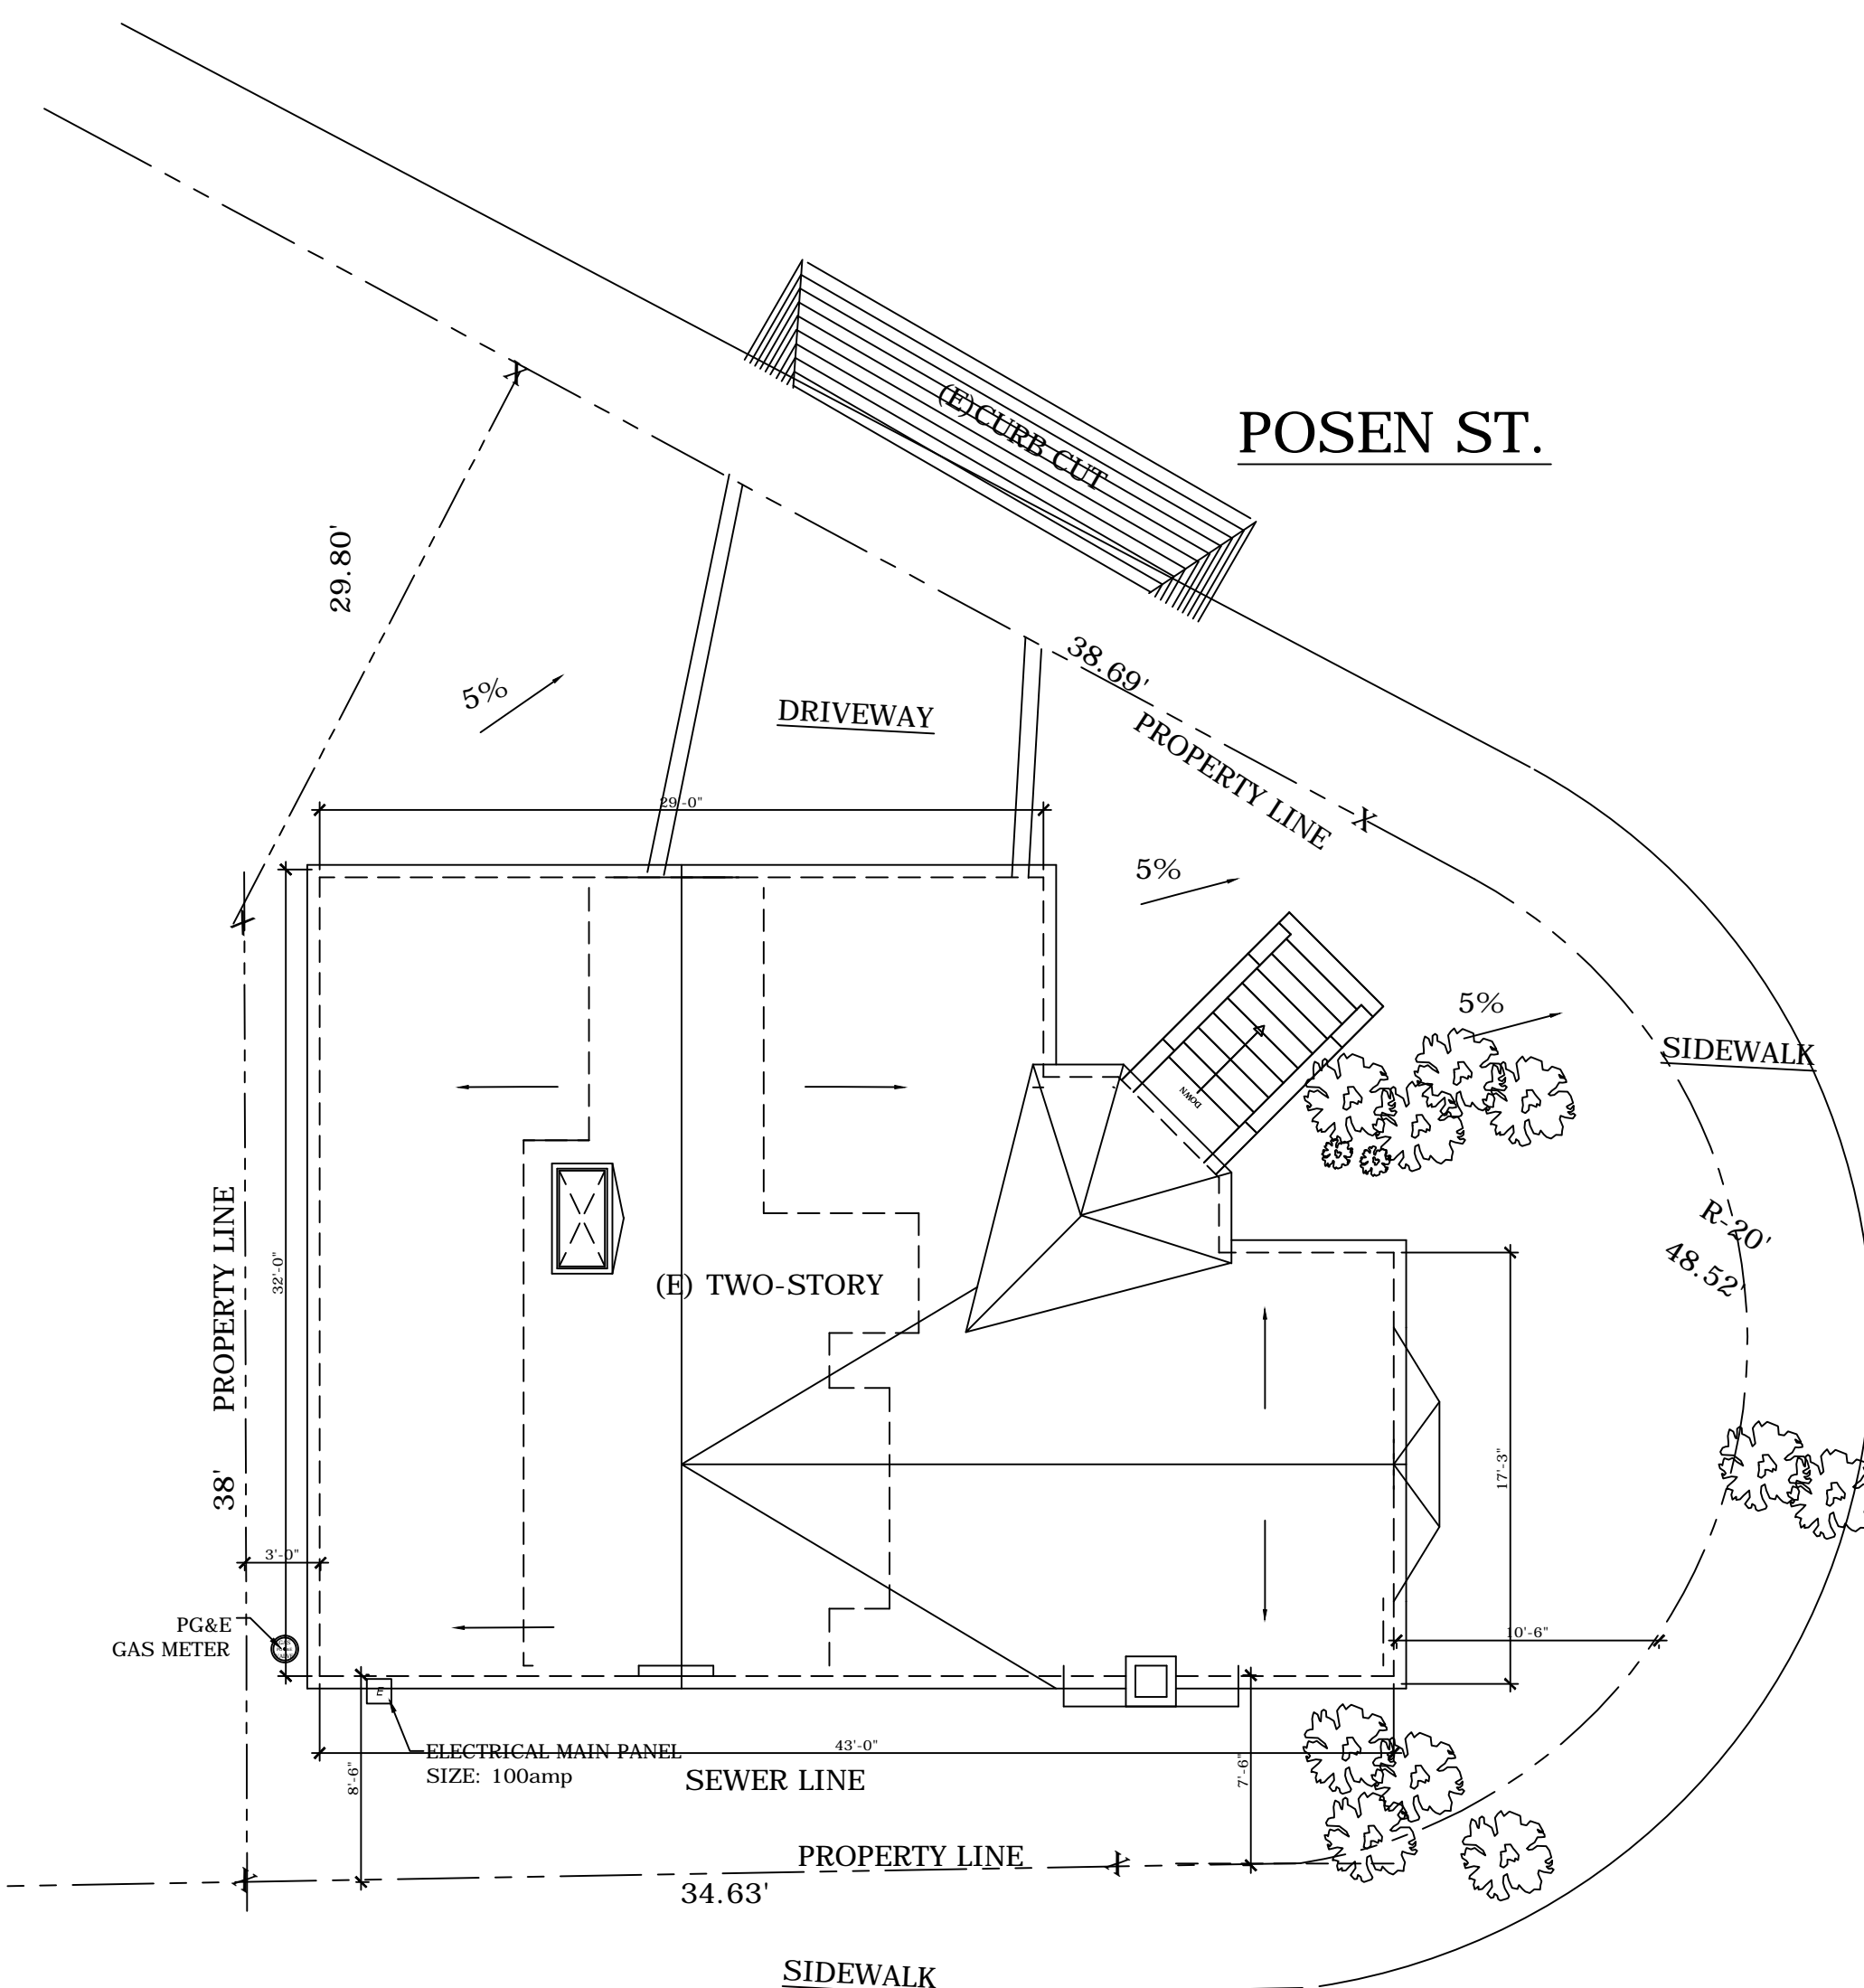 (E)CURB CUT
POSEN ST.
29.80'
38.69'
5%
DRIVEWAY
PROPERTY LINE
29'-0"
5%
5%
SIDEWALK
DOWN
PROPERTY LINE
38'
32'-0"
(E) TWO-STORY
R-20'
48.52'
17'-3"
3'-0"
PG&E
GAS METER
10'-6"
E
ELECTRICAL MAIN PANEL
SIZE: 100amp
43'-0"
8'-6"
7'-6"
SEWER LINE
PROPERTY LINE
34.63'
SIDEWALK